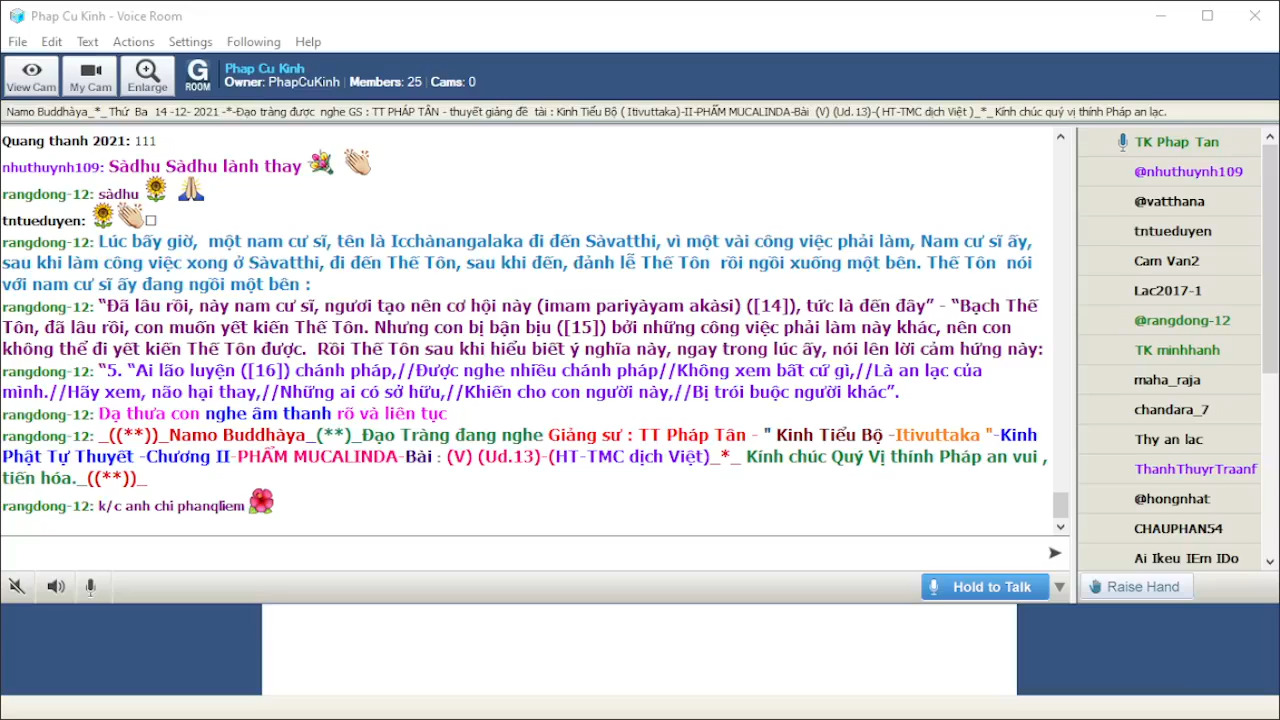 Phap Cu Kinh - Voice Room
File Edit Text Actions Settings Following Help
View Cam My Cam Enlarge G ROOM
Phap Cu Kinh
Owner: PhapCuKinh | Members: 25 | Cams: 0
Namo Buddhàya_*_ Thứ Ba 14 -12- 2021 -*-Đạo tràng được nghe GS : TT PHÁP TÂN - thuyết giảng đề tài : Kinh Tiểu Bộ ( Itivuttaka)-II-PHẨM MUCALINDA-Bài (V) (Ud.13)-( HT-TMC dịch Việt )_*_ Kính chúc quý vị thính Pháp an lạc.
Quang thanh 2021: 111
nhuthuynh109: Sàdhu Sàdhu lành thay
rangdong-12: sàdhu
tntueduyen:
rangdong-12: Lúc bấy giờ, một nam cư sĩ, tên là Icchànangalaka đi đến Sàvatthi, vì một vài công việc phải làm, Nam cư sĩ ấy,
sau khi làm công việc xong ở Sàvatthi, đi đến Thế Tôn, sau khi đến, đảnh lễ Thế Tôn rồi ngồi xuống một bên. Thế Tôn nói
với nam cư sĩ ấy đang ngồi một bên :
rangdong-12: “Đã lâu rồi, này nam cư sĩ, ngươi tạo nên cơ hội này (imam pariyàyam akàsi) ([14]), tức là đến đây” - “Bạch Thế
Tôn, đã lâu rồi, con muốn yết kiến Thế Tôn. Nhưng con bị bận bịu ([15]) bởi những công việc phải làm này khác, nên con
không thể đi yết kiến Thế Tôn được. Rồi Thế Tôn sau khi hiểu biết ý nghĩa này, ngay trong lúc ấy, nói lên lời cảm hứng này:
rangdong-12: “5. “Ai lão luyện ([16]) chánh pháp,//Được nghe nhiều chánh pháp//Không xem bất cứ gì,//Là an lạc của
mình.//Hãy xem, não hại thay,//Những ai có sở hữu,//Khiến cho con người này,//Bị trói buộc người khác”.
rangdong-12: Dạ thưa con nghe âm thanh rõ và liên tục
rangdong-12: _((**))_Namo Buddhàya_(**)_Đạo Tràng đang nghe Giảng sư : TT Pháp Tân - " Kinh Tiểu Bộ -Itivuttaka "-Kinh
Phật Tự Thuyết -Chương II-PHẨM MUCALINDA-Bài : (V) (Ud.13)-(HT-TMC dịch Việt)_*_ Kính chúc Quý Vị thính Pháp an vui ,
tiến hóa._((**))_
rangdong-12: k/c anh chi phanqliem
TK Phap Tan
@nhuthuynh109
@vatthana
tntueduyen
Cam Van2
Lac2017-1
@rangdong-12
TK minhhanh
maha_raja
chandara_7
Thy an lac
ThanhThuyrTraanf
@hongnhat
CHAUPHAN54
Ai Ikeu IEm IDo
Hold to Talk
Raise Hand